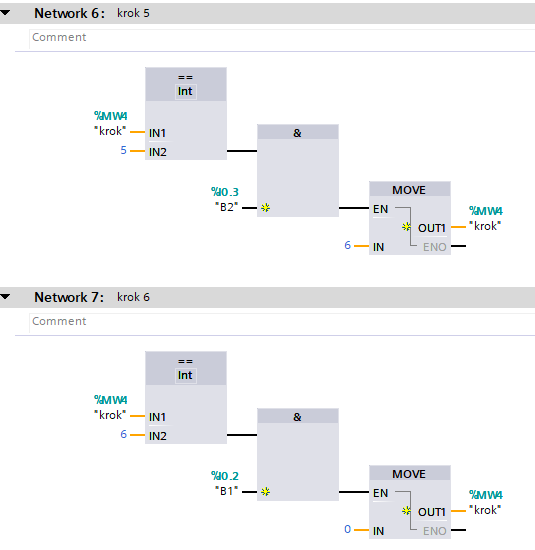 Network 6: krok 5
Comment
==
Int
%MW4
"krok" IN1
5 IN2
&
%I0.3
"B2"
MOVE
EN
%MW4
OUT1 "krok"
6 IN ENO
Network 7: krok 6
Comment
==
Int
%MW4
"krok" IN1
6 IN2
&
%I0.2
"B1"
MOVE
EN
%MW4
OUT1 "krok"
0 IN ENO